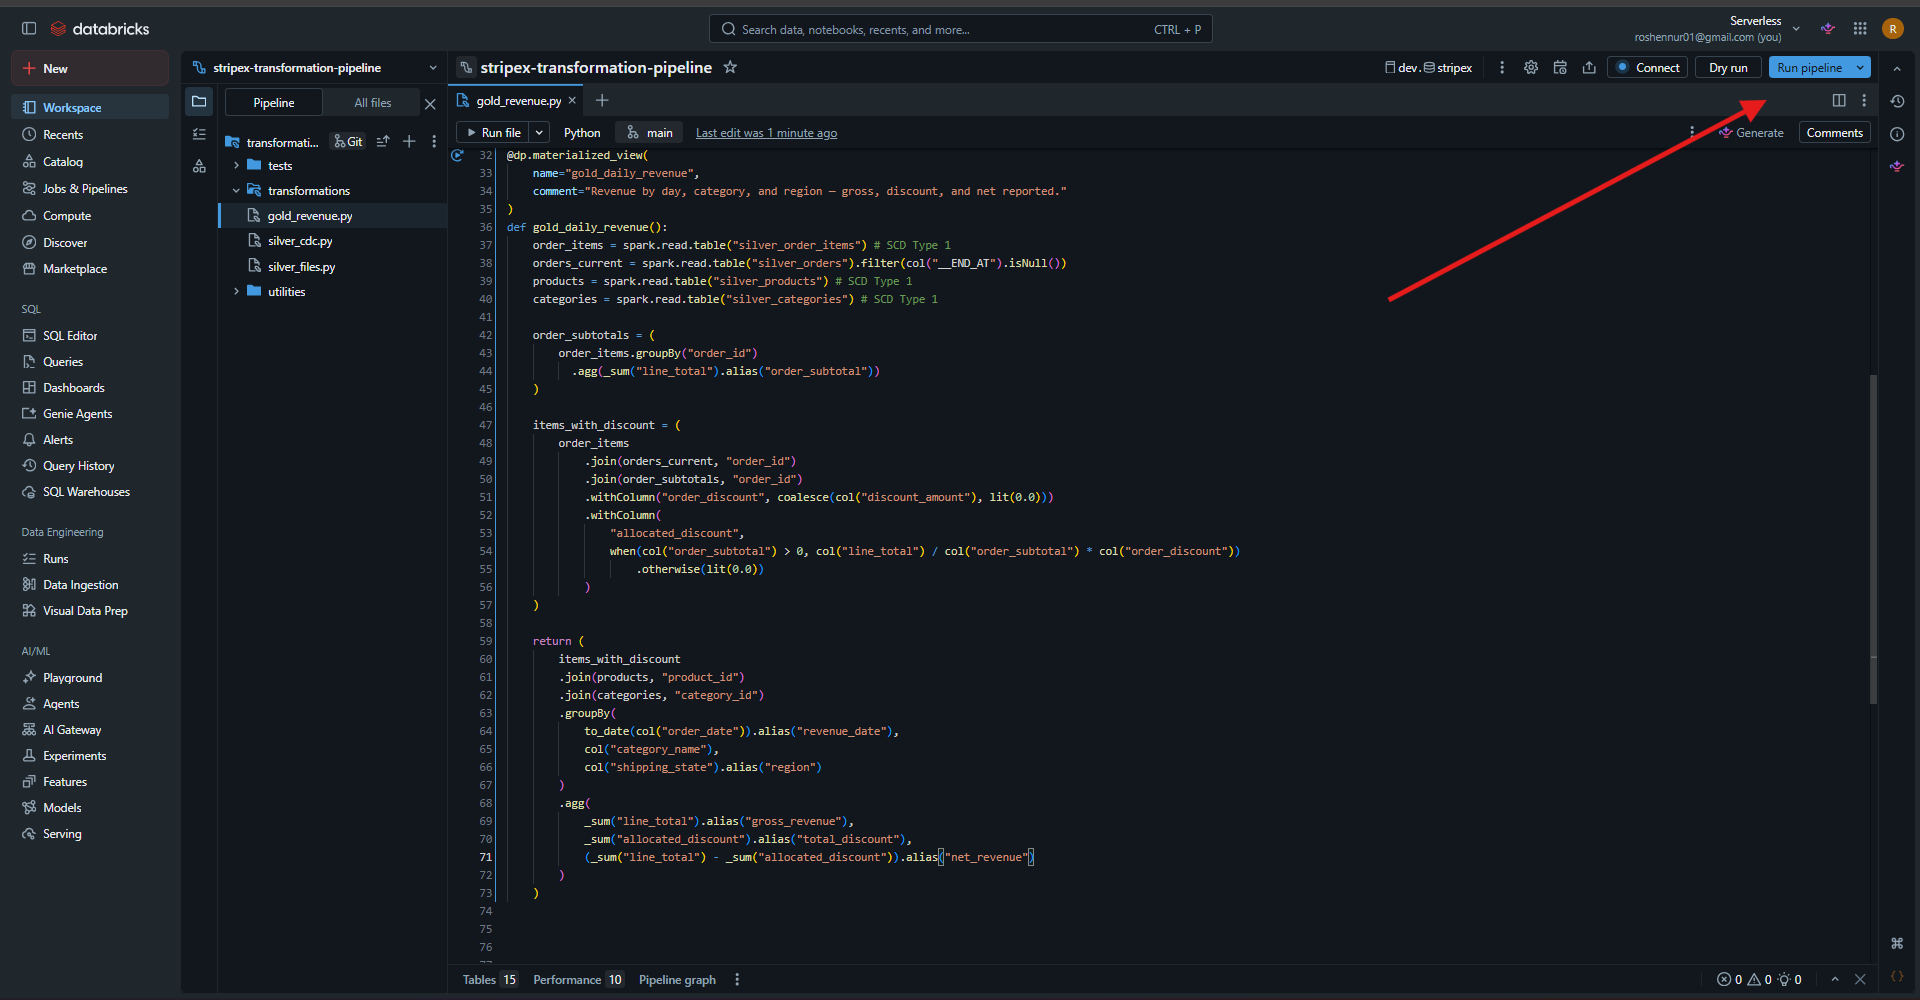 databricks
Search data, notebooks, recents, and more...
CTRL + P
Serverless
roshennur01@gmail.com (you)
R
New
Workspace
Recents
Catalog
Jobs & Pipelines
Compute
Discover
Marketplace
SQL
SQL Editor
Queries
Dashboards
Genie Agents
Alerts
Query History
SQL Warehouses
Data Engineering
Runs
Data Ingestion
Visual Data Prep
AI/ML
Playground
Agents
AI Gateway
Experiments
Features
Models
Serving
stripex-transformation-pipeline
Pipeline
All files
transformati...
Git
tests
transformations
gold_revenue.py
silver_cdc.py
silver_files.py
utilities
stripex-transformation-pipeline
dev.
stripex
Connect
Dry run
Run pipeline
gold_revenue.py
Run file
Python
main
Last edit was 1 minute ago
Generate
Comments
32 @dp.materialized_view(
33     name="gold_daily_revenue",
34     comment="Revenue by day, category, and region — gross, discount, and net reported."
35 )
36 def gold_daily_revenue():
37     order_items = spark.read.table("silver_order_items") # SCD Type 1
38     orders_current = spark.read.table("silver_orders").filter(col("__END_AT").isNull())
39     products = spark.read.table("silver_products") # SCD Type 1
40     categories = spark.read.table("silver_categories") # SCD Type 1
41
42     order_subtotals = (
43         order_items.groupBy("order_id")
44           .agg(_sum("line_total").alias("order_subtotal"))
45     )
46
47     items_with_discount = (
48         order_items
49             .join(orders_current, "order_id")
50             .join(order_subtotals, "order_id")
51             .withColumn("order_discount", coalesce(col("discount_amount"), lit(0.0)))
52             .withColumn(
53                 "allocated_discount",
54                 when(col("order_subtotal") > 0, col("line_total") / col("order_subtotal") * col("order_discount"))
55                     .otherwise(lit(0.0))
56             )
57     )
58
59     return (
60         items_with_discount
61         .join(products, "product_id")
62         .join(categories, "category_id")
63         .groupBy(
64             to_date(col("order_date")).alias("revenue_date"),
65             col("category_name"),
66             col("shipping_state").alias("region")
67         )
68         .agg(
69             _sum("line_total").alias("gross_revenue"),
70             _sum("allocated_discount").alias("total_discount"),
71             (_sum("line_total") - _sum("allocated_discount")).alias("net_revenue")
72         )
73     )
74
75
76
Tables 15
Performance 10
Pipeline graph
0
0
0